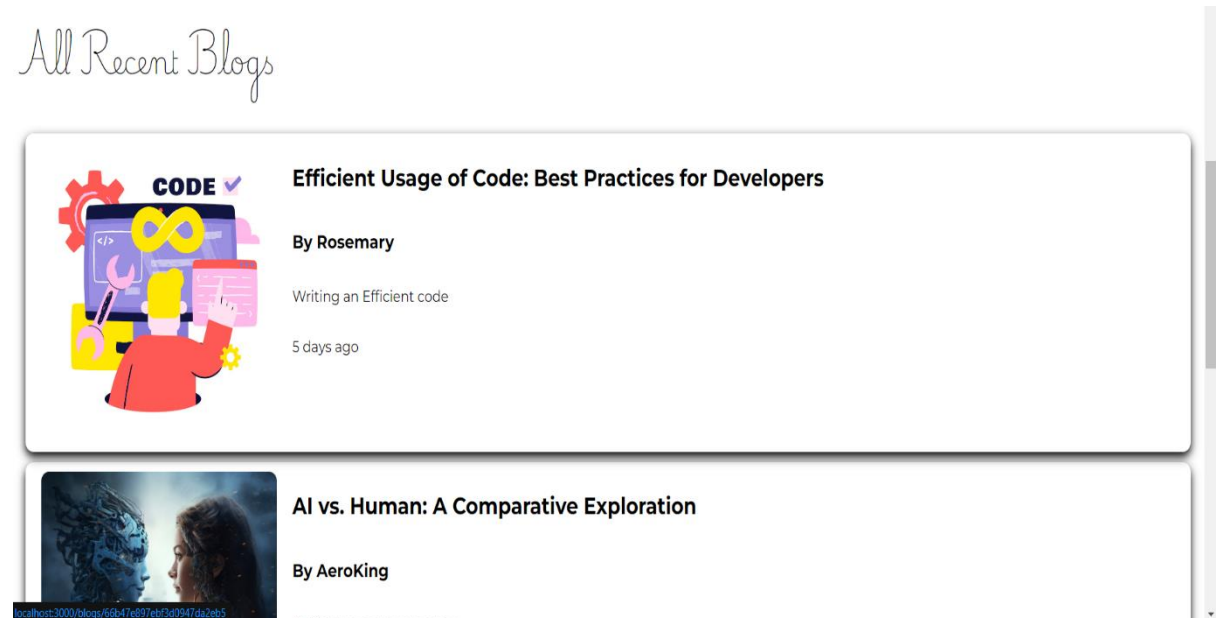 All Recent Blogs
CODE
</>
Efficient Usage of Code: Best Practices for Developers
By Rosemary
Writing an Efficient code
5 days ago
AI vs. Human: A Comparative Exploration
By AeroKing
localhost:3000/blogs/66b47e897ebf3d0947da2eb5